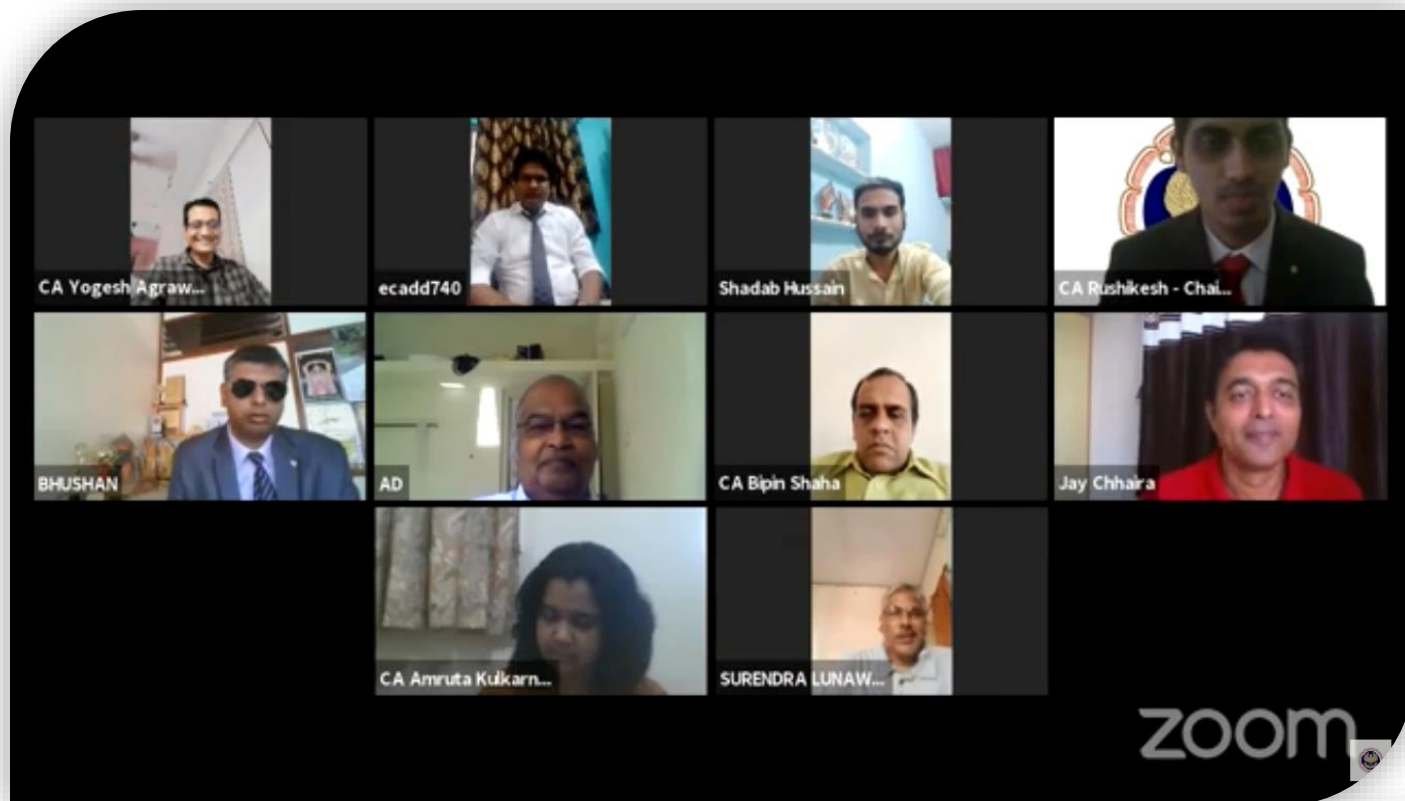 CA Yogesh Agraw...
ecadd740
Shadab Hussain
CA Rushikesh - Chai...
BHUSHAN
AD
CA Bipin Shaha
Jay Chhaira
CA Amruta Kulkarn...
SURENDRA LUNAW...
zoom